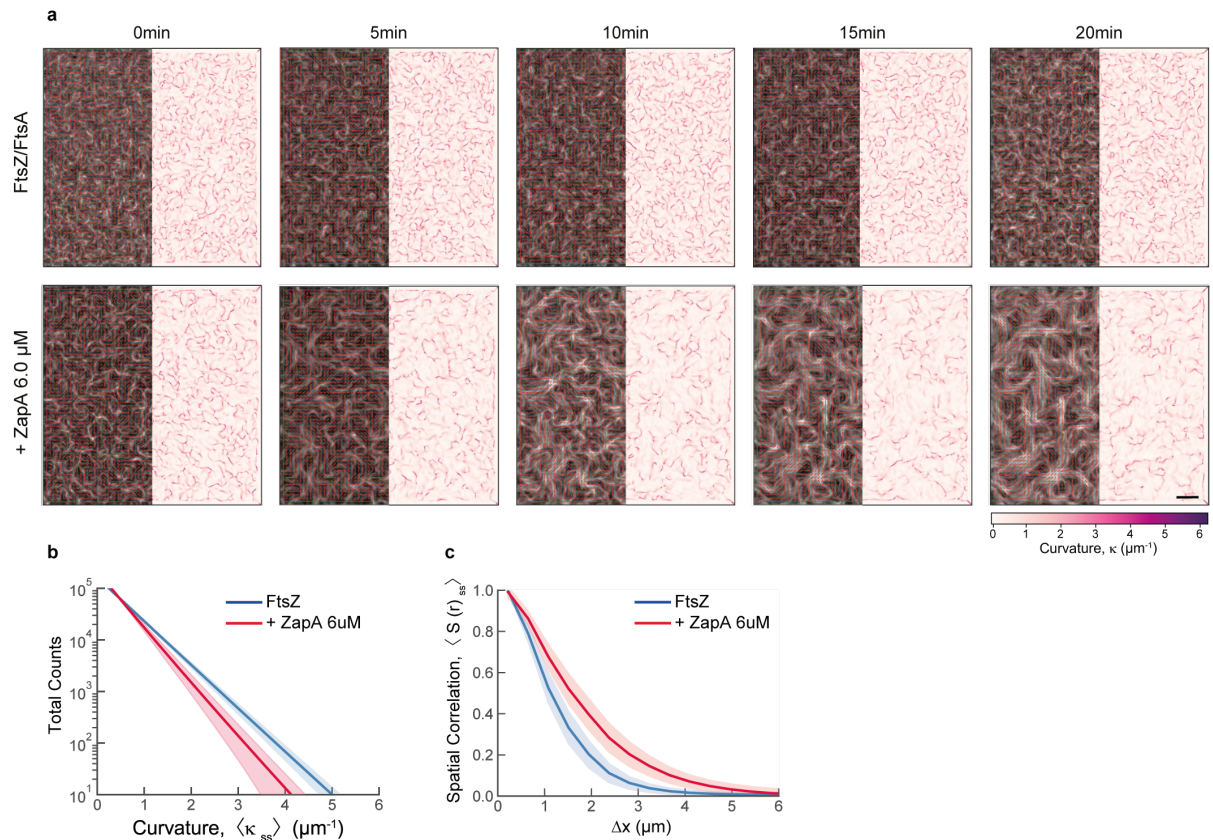 a
0min 5min 10min 15min 20min
FtsZ/FtsA
+ ZapA 6.0 µM
0 1 2 3 4 5 6
Curvature, κ (µm⁻¹)
b
Total Counts
10⁵
10⁴
10³
10²
10¹
0 1 2 3 4 5 6
Curvature, ⟨κ ss⟩ (µm⁻¹)
FtsZ
+ ZapA 6uM
c
Spatial Correlation, ⟨ S (r) ss⟩
1.0
0.8
0.6
0.4
0.2
0.0
0 1 2 3 4 5 6
Δx (µm)
FtsZ
+ ZapA 6uM